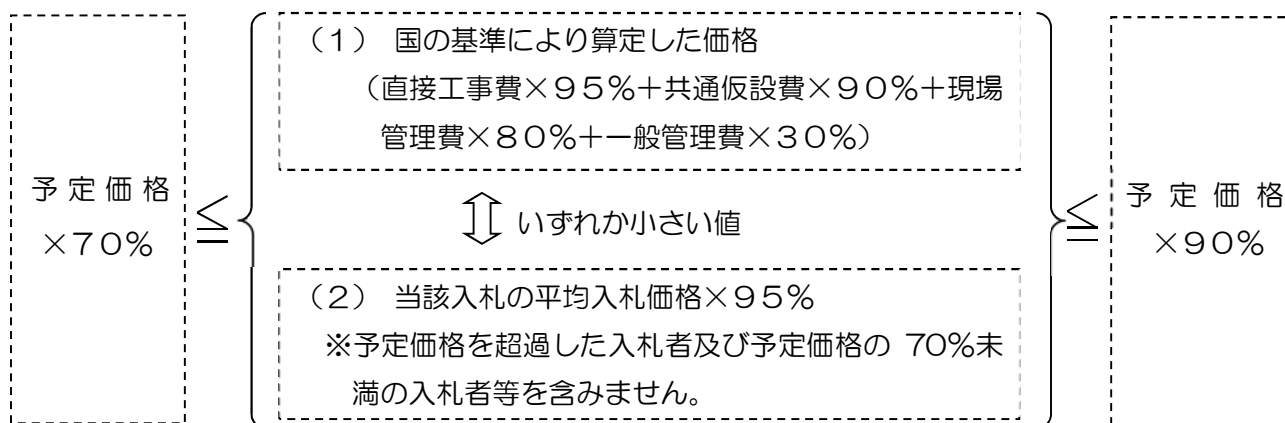 予定価格
×70%
≦
（1） 国の基準により算定した価格
（直接工事費×95%＋共通仮設費×90%＋現場
管理費×80%＋一般管理費×30%）
いずれか小さい値
（2） 当該入札の平均入札価格×95%
※予定価格を超過した入札者及び予定価格の 70%未
満の入札者等を含みません。
≦
予定価格
×90%